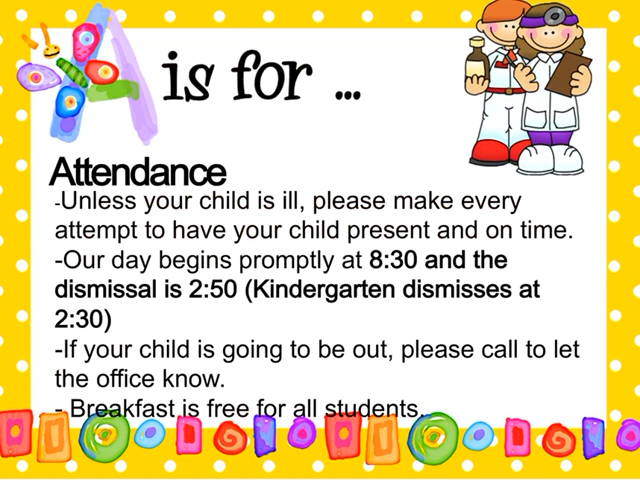 A is for ...
Attendance
-Unless your child is ill, please make every
attempt to have your child present and on time.
-Our day begins promptly at 8:30 and the
dismissal is 2:50 (Kindergarten dismisses at
2:30)
-If your child is going to be out, please call to let
the office know.
- Breakfast is free for all students.